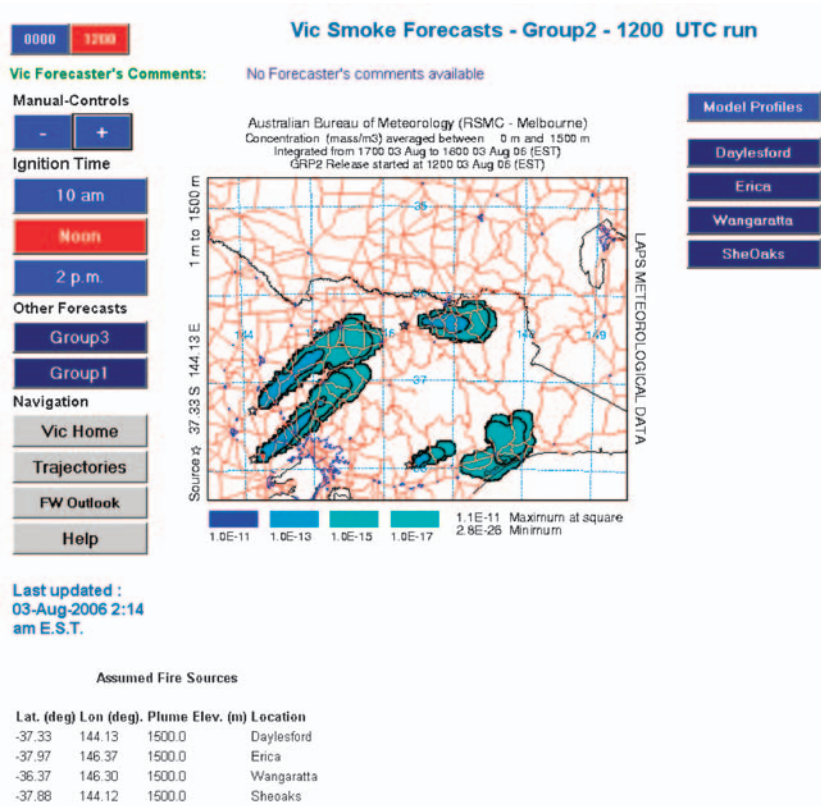 Vic Smoke Forecasts - Group2 - 1200 UTC run
0000 1200
Vic Forecaster's Comments: No Forecaster's comments available
Manual-Controls
- +
Ignition Time
10 am
Noon
2 p.m.
Other Forecasts
Group3
Group1
Navigation
Vic Home
Trajectories
FW Outlook
Help
Last updated :
03-Aug-2006 2:14
am E.S.T.
Australian Bureau of Meteorology (RSMC - Melbourne)
Concentration (mass/m3) averaged between 0 m and 1500 m
Integrated from 1700 03 Aug to 1600 03 Aug 06 (EST)
GRP2 Release started at 1200 03 Aug 06 (EST)
Source ☆ 37.33 S 144.13 E 1 m to 1500 m
35
144
148
149
37
LAPS METEOROLOGICAL DATA
1.0E-11 1.0E-13 1.0E-15 1.0E-17
1.1E-11 Maximum at square
2.8E-26 Minimum
Model Profiles
Daylesford
Erica
Wangaratta
SheOaks
Assumed Fire Sources
Lat. (deg) Lon (deg). Plume Elev. (m) Location
-37.33 144.13 1500.0 Daylesford
-37.97 146.37 1500.0 Erica
-36.37 146.30 1500.0 Wangaratta
-37.88 144.12 1500.0 Sheoaks